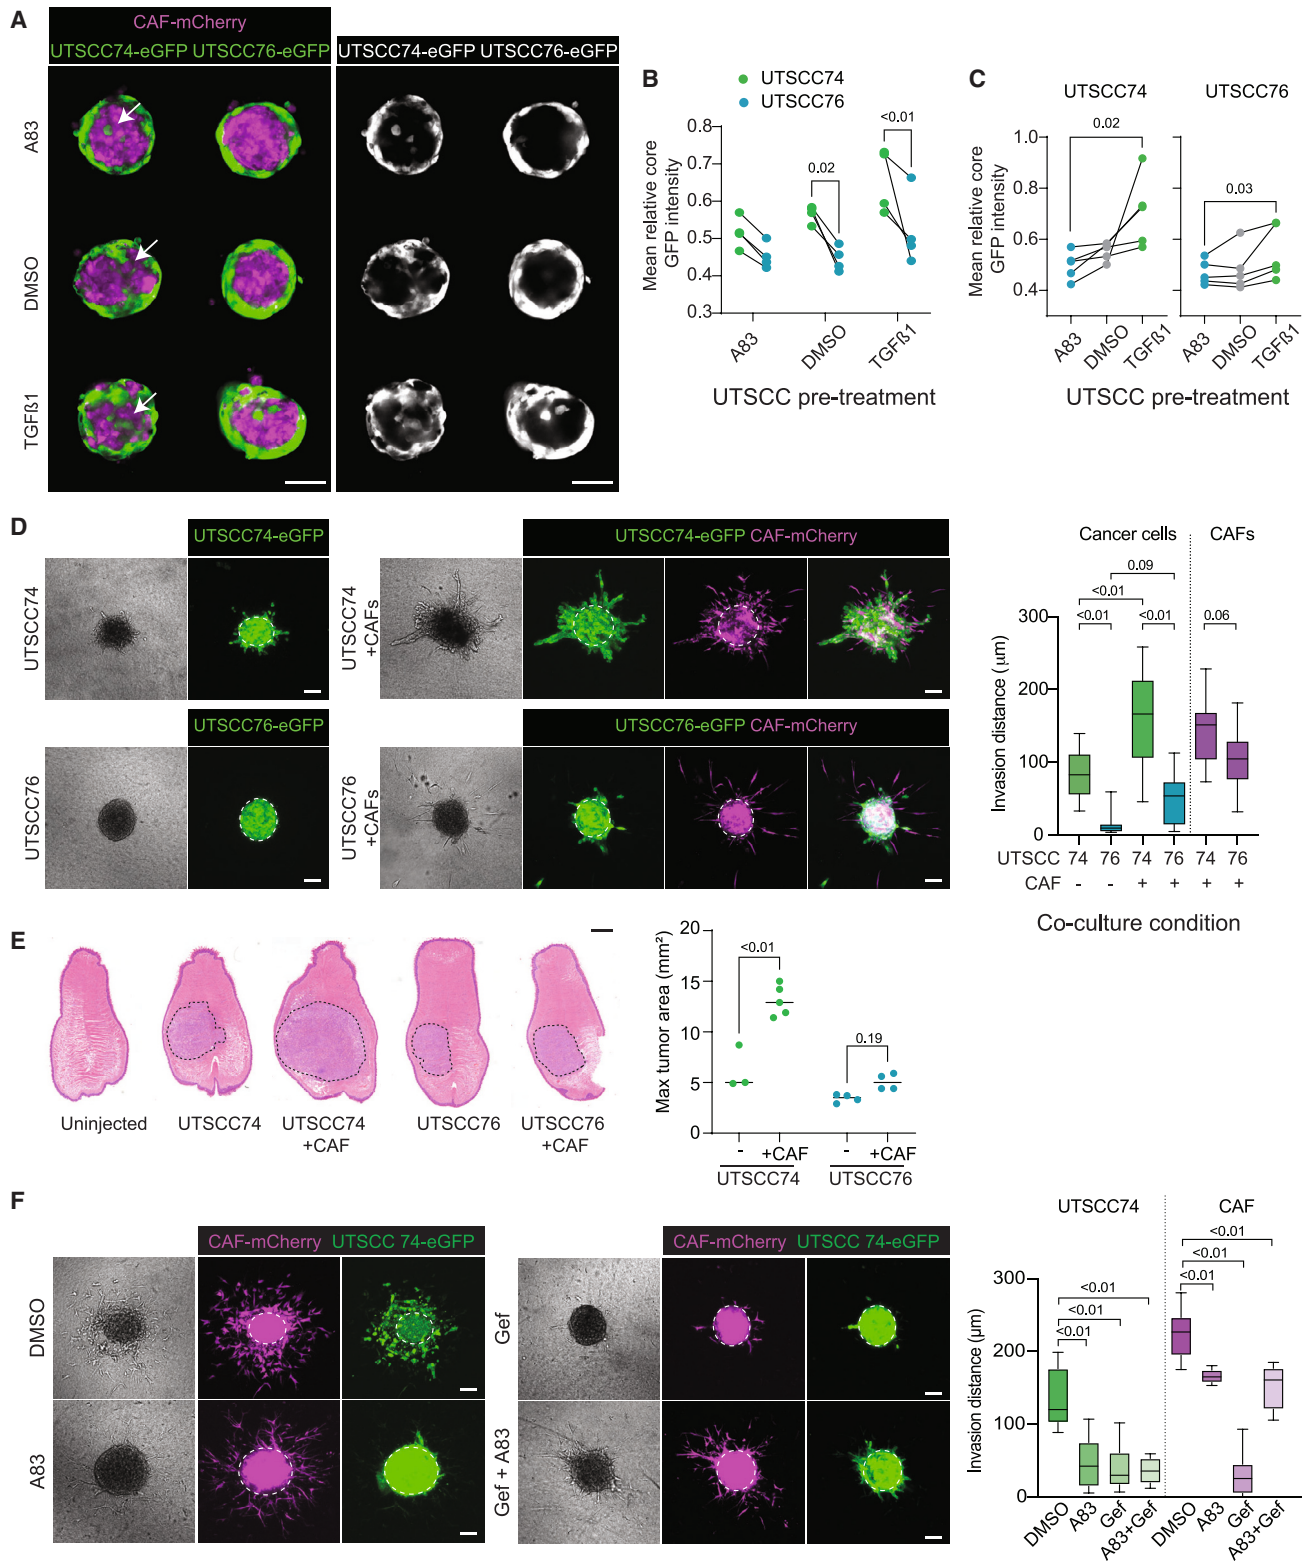 A
CAF-mCherry
UTSCC74-eGFP UTSCC76-eGFP
UTSCC74-eGFP UTSCC76-eGFP
A83
DMSO
TGFß1
B
UTSCC74
UTSCC76
Mean relative core
GFP intensity
0.8
0.7
0.6
0.5
0.4
0.3
0.02
<0.01
A83
DMSO
TGFß1
UTSCC pre-treatment
C
UTSCC74
UTSCC76
Mean relative core
GFP intensity
1.0
0.8
0.6
0.4
0.02
0.03
A83
DMSO
TGFß1
A83
DMSO
TGFß1
UTSCC pre-treatment
D
UTSCC74-eGFP
UTSCC74-eGFP CAF-mCherry
UTSCC74
UTSCC74
+CAFs
UTSCC76-eGFP
UTSCC76-eGFP CAF-mCherry
UTSCC76
UTSCC76
+CAFs
Cancer cells
CAFs
0.09
<0.01
<0.01
<0.01
0.06
Invasion distance (μm)
300
200
100
0
UTSCC 74 76 74 76 74 76
CAF - - + + + +
Co-culture condition
E
Uninjected
UTSCC74
UTSCC74
+CAF
UTSCC76
UTSCC76
+CAF
Max tumor area (mm²)
20
15
10
5
0
<0.01
0.19
- +CAF - +CAF
UTSCC74 UTSCC76
F
CAF-mCherry UTSCC 74-eGFP
CAF-mCherry UTSCC 74-eGFP
DMSO
A83
Gef
Gef + A83
UTSCC74
CAF
<0.01
<0.01
<0.01
<0.01
<0.01
<0.01
Invasion distance (μm)
300
200
100
0
DMSO
A83
Gef
A83+Gef
DMSO
A83
Gef
A83+Gef